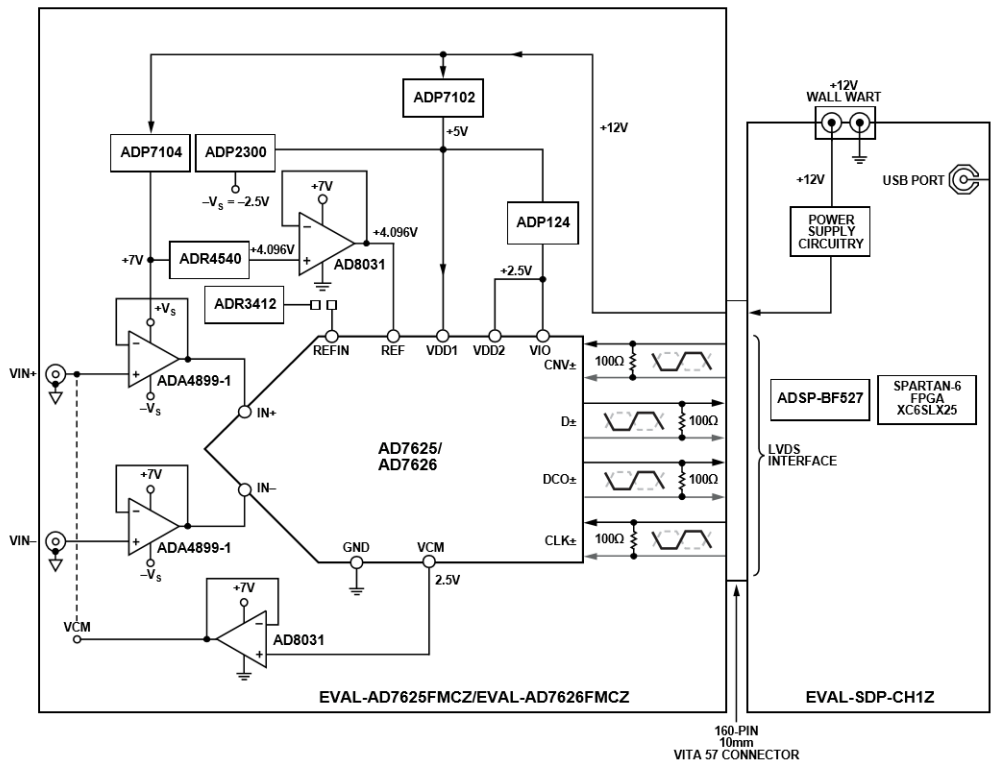 ADP7102
+5V
+12V
ADP7104
ADP2300
–VS = –2.5V
+7V
ADP124
+4.096V
+7V
ADR4540
+4.096V
AD8031
+2.5V
ADR3412
REFIN
REF
VDD1
VDD2
VIO
+VS
VIN+
ADA4899-1
–VS
IN+
CNV±
100Ω
D±
100Ω
AD7625/
AD7626
DCO±
100Ω
IN–
+7V
VIN–
ADA4899-1
–VS
CLK±
100Ω
GND
VCM
2.5V
+7V
VCM
AD8031
EVAL-AD7625FMCZ/EVAL-AD7626FMCZ
+12V
WALL WART
USB PORT
+12V
POWER
SUPPLY
CIRCUITRY
ADSP-BF527
SPARTAN-6
FPGA
XC6SLX25
LVDS
INTERFACE
EVAL-SDP-CH1Z
160-PIN
10mm
VITA 57 CONNECTOR